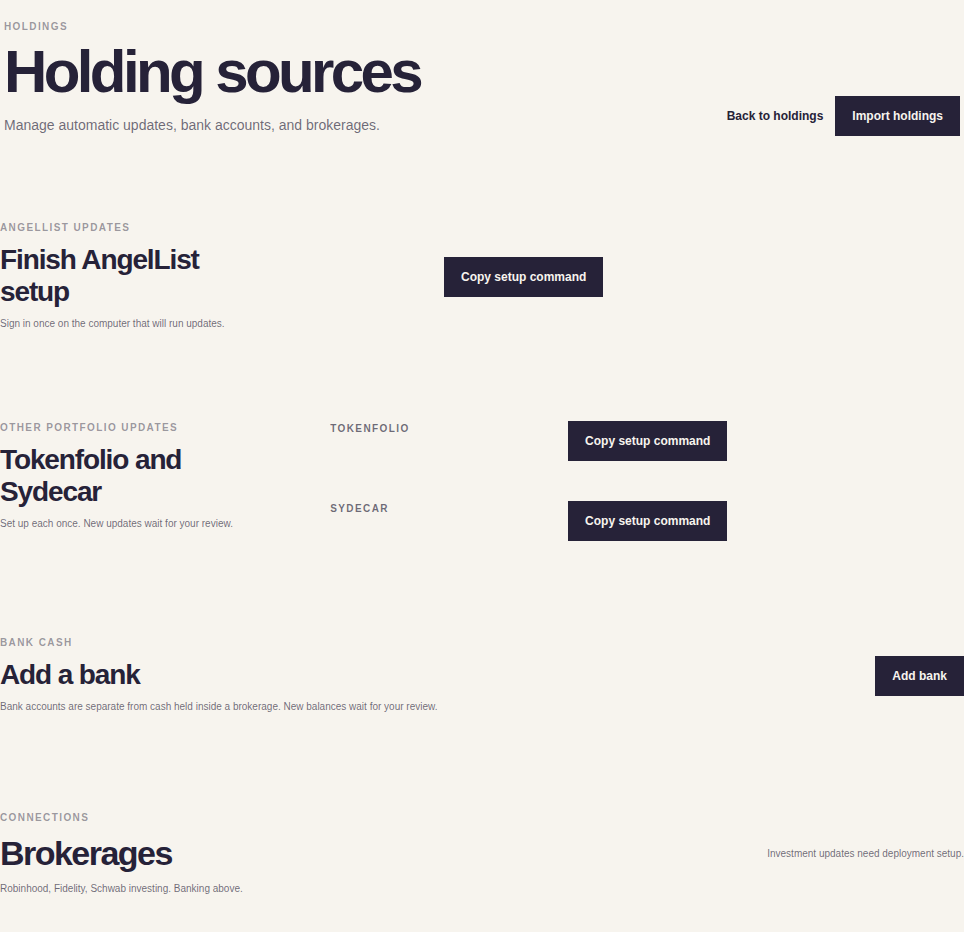 HOLDINGS
Holding sources
Manage automatic updates, bank accounts, and brokerages.
Back to holdings
Import holdings
ANGELLIST UPDATES
Finish AngelList
setup
Sign in once on the computer that will run updates.
Copy setup command
OTHER PORTFOLIO UPDATES
Tokenfolio and
Sydecar
Set up each once. New updates wait for your review.
TOKENFOLIO
Copy setup command
SYDECAR
Copy setup command
BANK CASH
Add a bank
Bank accounts are separate from cash held inside a brokerage. New balances wait for your review.
Add bank
CONNECTIONS
Brokerages
Robinhood, Fidelity, Schwab investing. Banking above.
Investment updates need deployment setup.